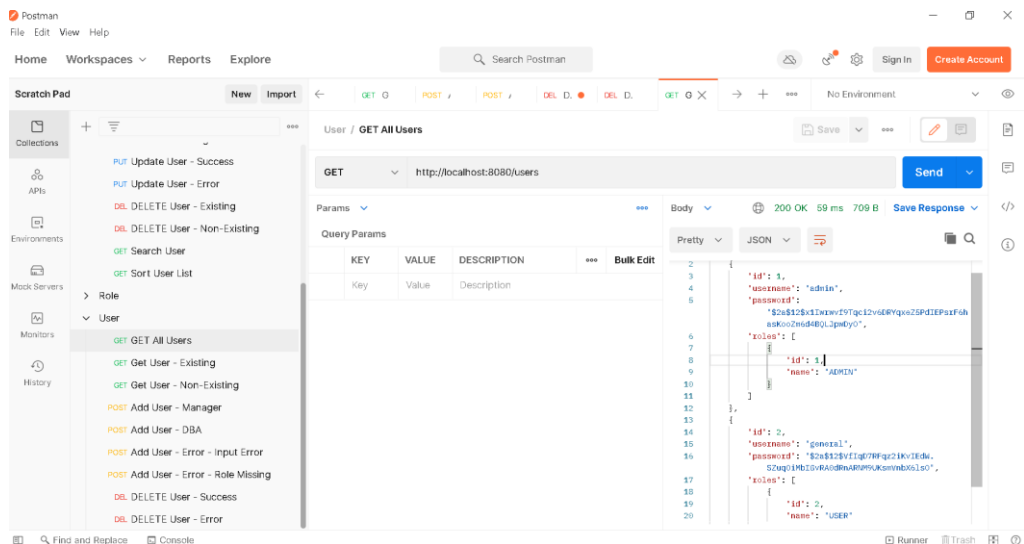 Postman
File Edit View Help
Home Workspaces Reports Explore
Search Postman
Sign In
Create Account
Scratch Pad
New Import
GET G
POST
POST
DEL D.
DEL D.
GET G
No Environment
Collections
APIs
Environments
Mock Servers
Monitors
History
PUT Update User - Success
PUT Update User - Error
DEL DELETE User - Existing
DEL DELETE User - Non-Existing
GET Search User
GET Sort User List
Role
User
GET GET All Users
GET Get User - Existing
GET Get User - Non-Existing
POST Add User - Manager
POST Add User - DBA
POST Add User - Error - Input Error
POST Add User - Error - Role Missing
DEL DELETE User - Success
DEL DELETE User - Error
User / GET All Users
Save
GET http://localhost:8080/users
Send
Params
Query Params
KEY VALUE DESCRIPTION Bulk Edit
Key Value Description
Body 200 OK 59 ms 709 B Save Response
Pretty JSON
2 {
3 "id": 1,
4 "username": "admin",
5 "password":
6 "roles": [
7 {
8 "id": 1,
9 "name": "ADMIN"
10 }
11 ]
12 },
13 {
14 "id": 2,
15 "username": "general",
16 "password":
17 "roles": [
18 {
19 "id": 2,
20 "name": "USER"
Find and Replace Console
Runner Trash